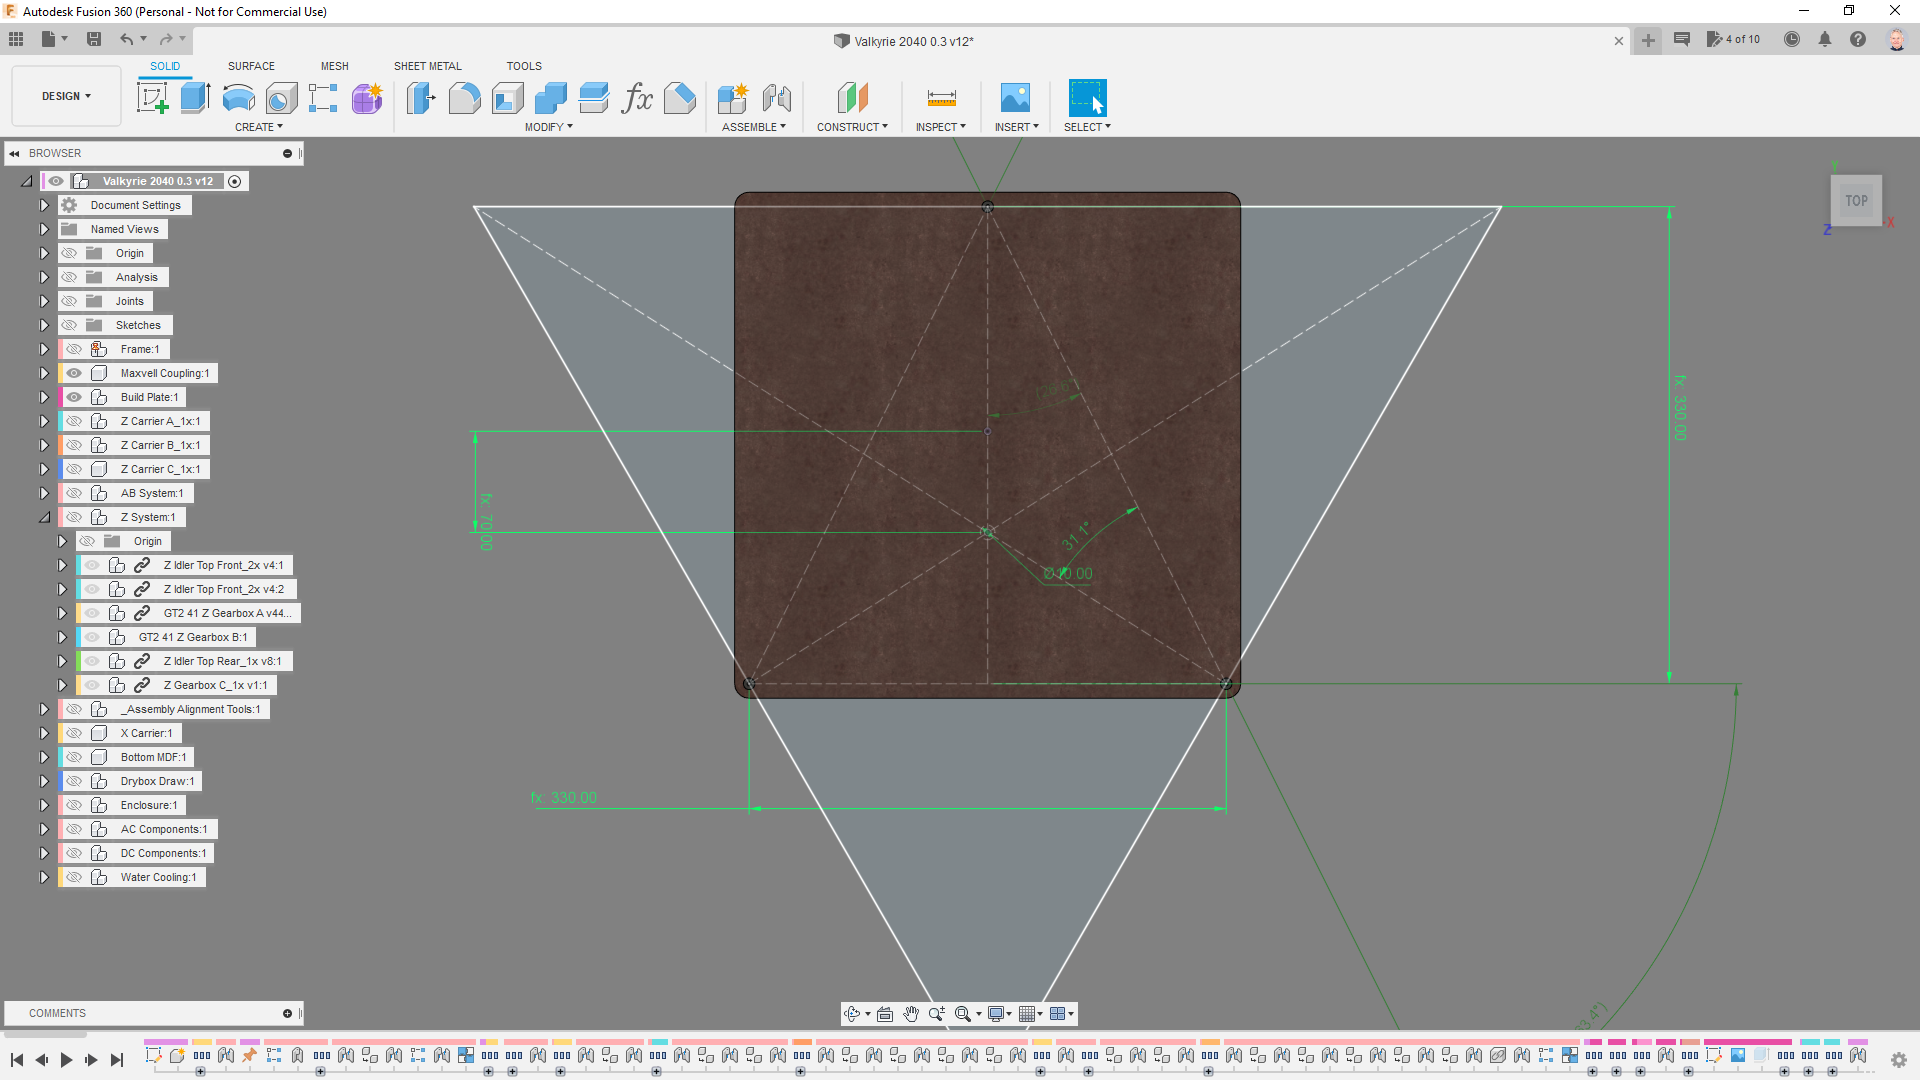 Autodesk Fusion 360 (Personal - Not for Commercial Use)
Valkyrie 2040 0.3 v12*
4 of 10
DESIGN
SOLID SURFACE MESH SHEET METAL TOOLS
CREATE MODIFY ASSEMBLE CONSTRUCT INSPECT INSERT SELECT
BROWSER
Valkyrie 2040 0.3 v12
Document Settings
Named Views
Origin
Analysis
Joints
Sketches
Frame:1
Maxvell Coupling:1
Build Plate:1
Z Carrier A_1x:1
Z Carrier B_1x:1
Z Carrier C_1x:1
AB System:1
Z System:1
Origin
Z Idler Top Front_2x v4:1
Z Idler Top Front_2x v4:2
GT2 41 Z Gearbox A v44...
GT2 41 Z Gearbox B:1
Z Idler Top Rear_1x v8:1
Z Gearbox C_1x v1:1
_Assembly Alignment Tools:1
X Carrier:1
Bottom MDF:1
Drybox Draw:1
Enclosure:1
AC Components:1
DC Components:1
Water Cooling:1
COMMENTS
Y
TOP
X
Z
fx: 330.00
fx: 70.00
31.1°
Ø10.00
fx: 330.00